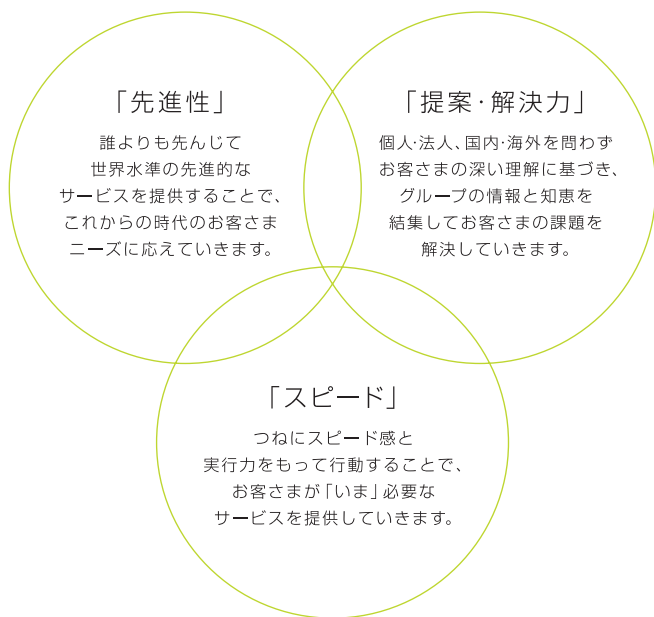 「先進性」
誰よりも先んじて
世界水準の先進的な
サービスを提供することで、
これからの時代のお客さま
ニーズに応えていきます。
「提案・解決力」
個人・法人、国内・海外を問わず
お客さまの深い理解に基づき、
グループの情報と知恵を
結集してお客さまの課題を
解決していきます。
「スピード」
つねにスピード感と
実行力をもって行動することで、
お客さまが「いま」必要な
サービスを提供していきます。